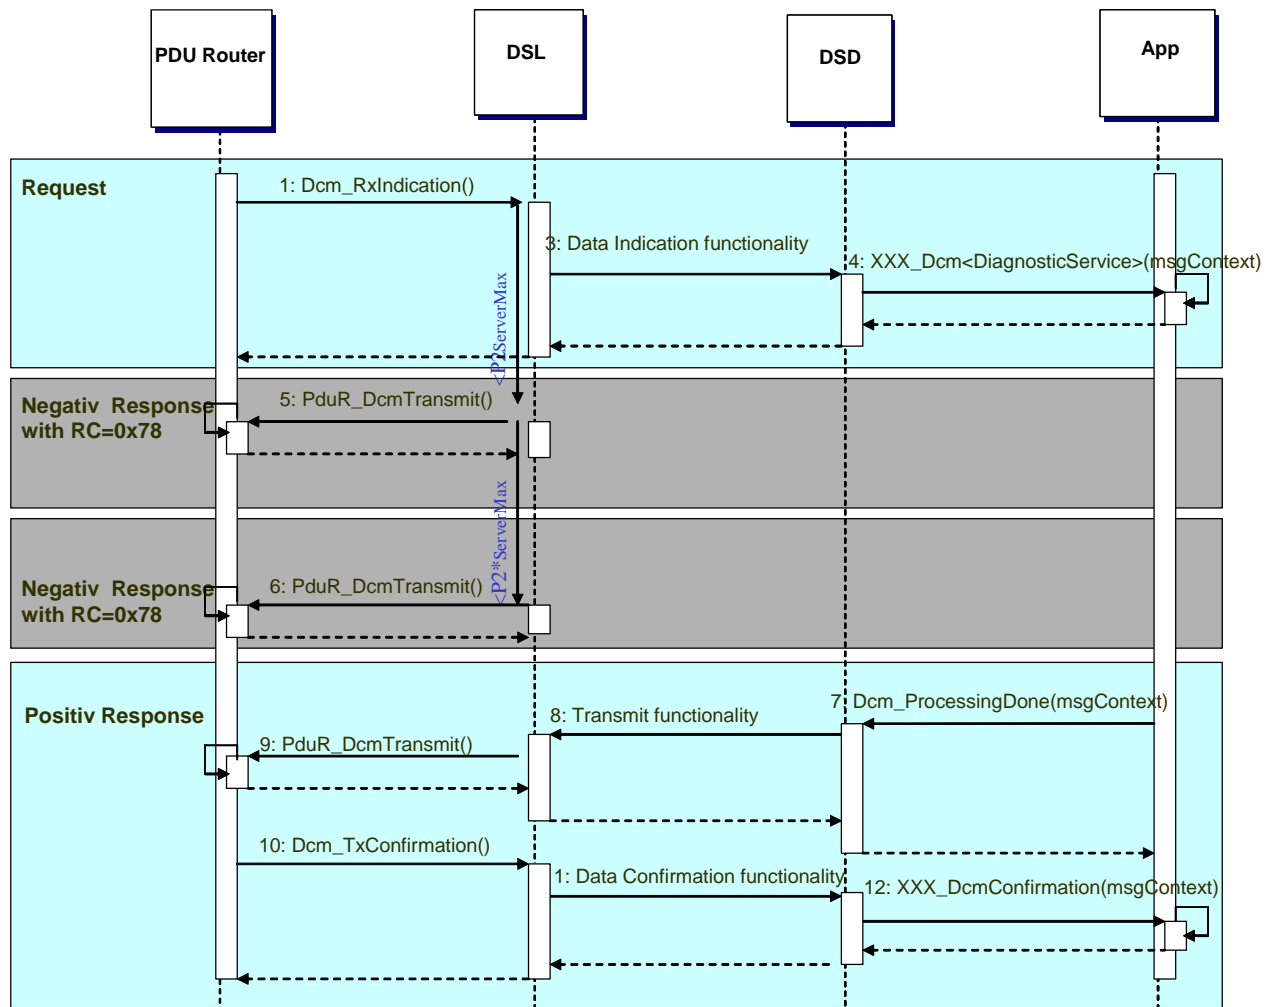 PDU Router
DSL
DSD
App
Request
1: Dcm_RxIndication()
3: Data Indication functionality
4: XXX_Dcm<DiagnosticService>(msgContext)
<P2ServerMax
Negativ Response
with RC=0x78
5: PduR_DcmTransmit()
<P2*ServerMax
Negativ Response
with RC=0x78
6: PduR_DcmTransmit()
Positiv Response
7: Dcm_ProcessingDone(msgContext)
8: Transmit functionality
9: PduR_DcmTransmit()
10: Dcm_TxConfirmation()
1: Data Confirmation functionality
12: XXX_DcmConfirmation(msgContext)